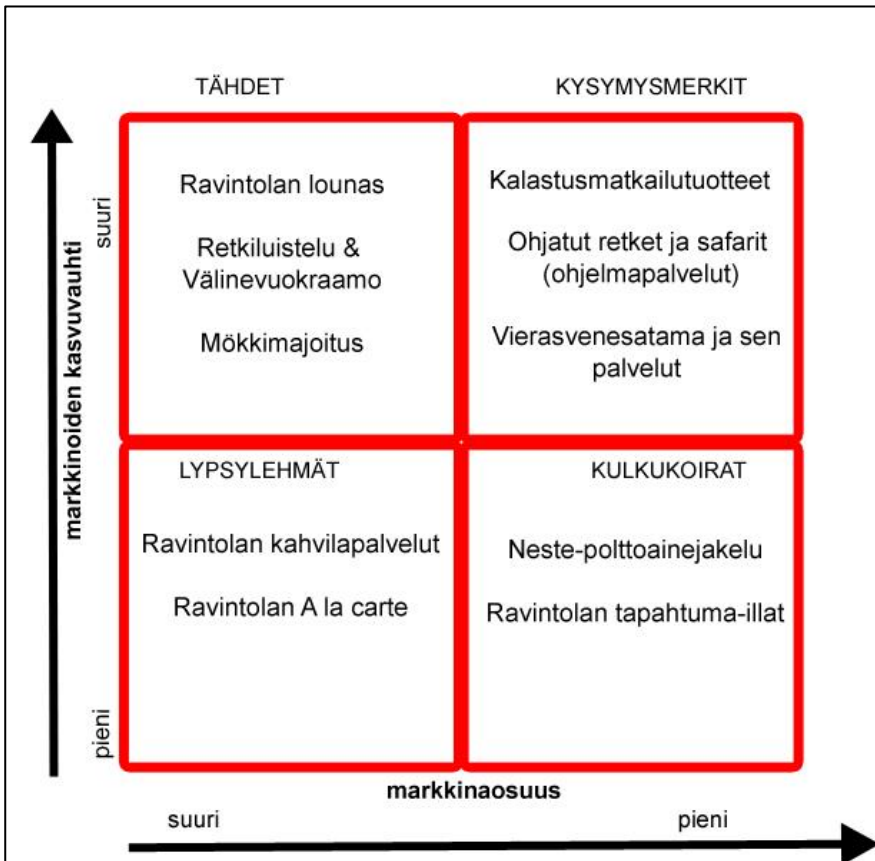 TÄHDET
KYSYMYSMERKIT
suuri
markkinoiden kasvuvauhti
pieni
Ravintolan lounas
Retkiluistelu &
Välinevuokraamo
Mökkimajoitus
Kalastusmatkailutuotteet
Ohjatut retket ja safarit
(ohjelmapalvelut)
Vierasvenesatama ja sen
palvelut
LYPSYLEHMÄT
Ravintolan kahvilapalvelut
Ravintolan A la carte
KULKUKOIRAT
Neste-polttoainejakelu
Ravintolan tapahtuma-illat
markkinaosuus
suuri
pieni